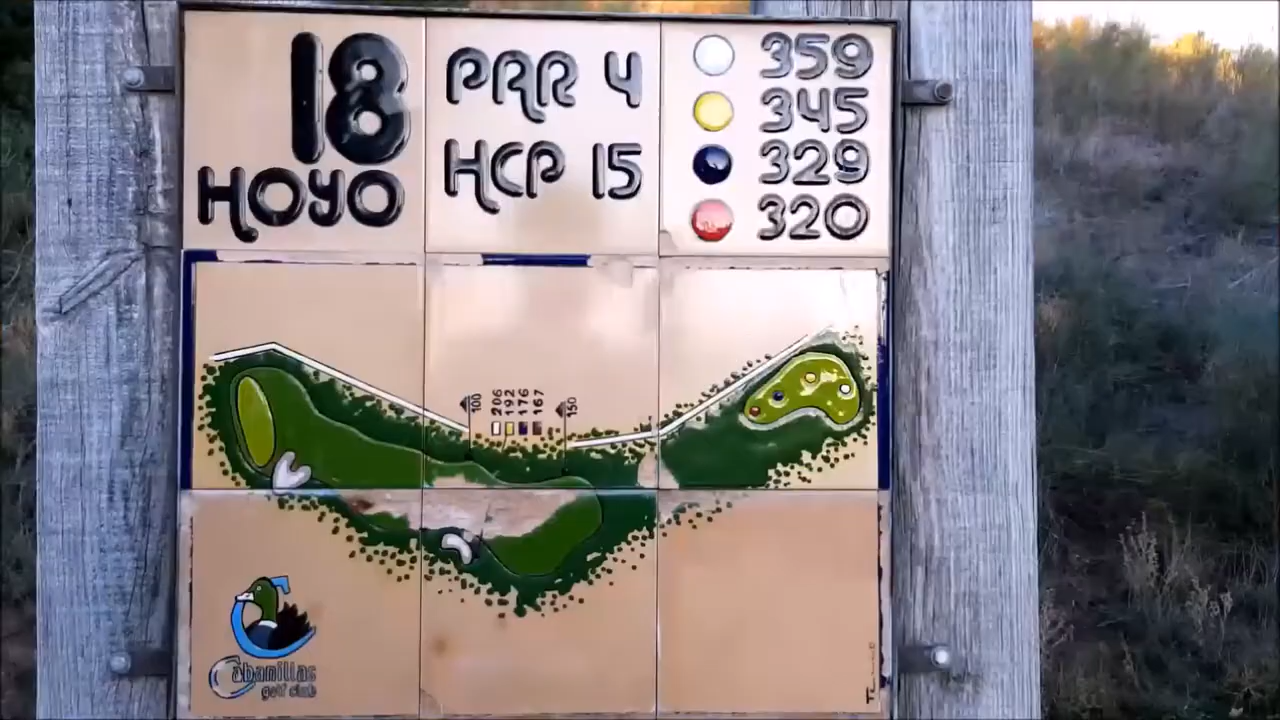 18
HOYO
PAR 4
HCP 15
359
345
329
320
100
206
192
176
167
150
Cabanillas
golf club